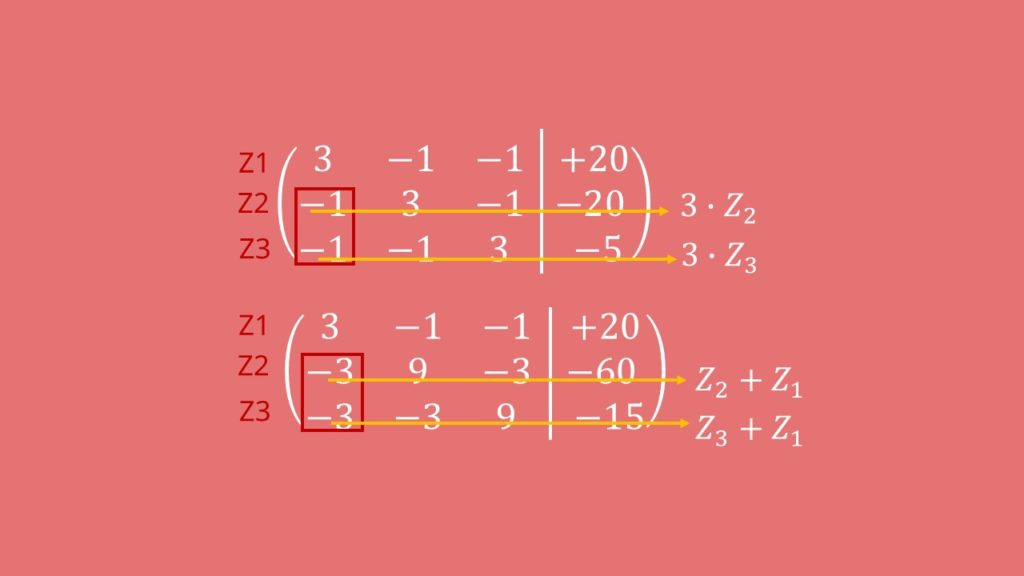 Z1 3 −1 −1 +20
Z2 −1 3 −1 −20 3 · Z₂
Z3 −1 −1 3 −5 3 · Z₃
Z1 3 −1 −1 +20
Z2 −3 9 −3 −60 Z₂ + Z₁
Z3 −3 −3 9 −15 Z₃ + Z₁